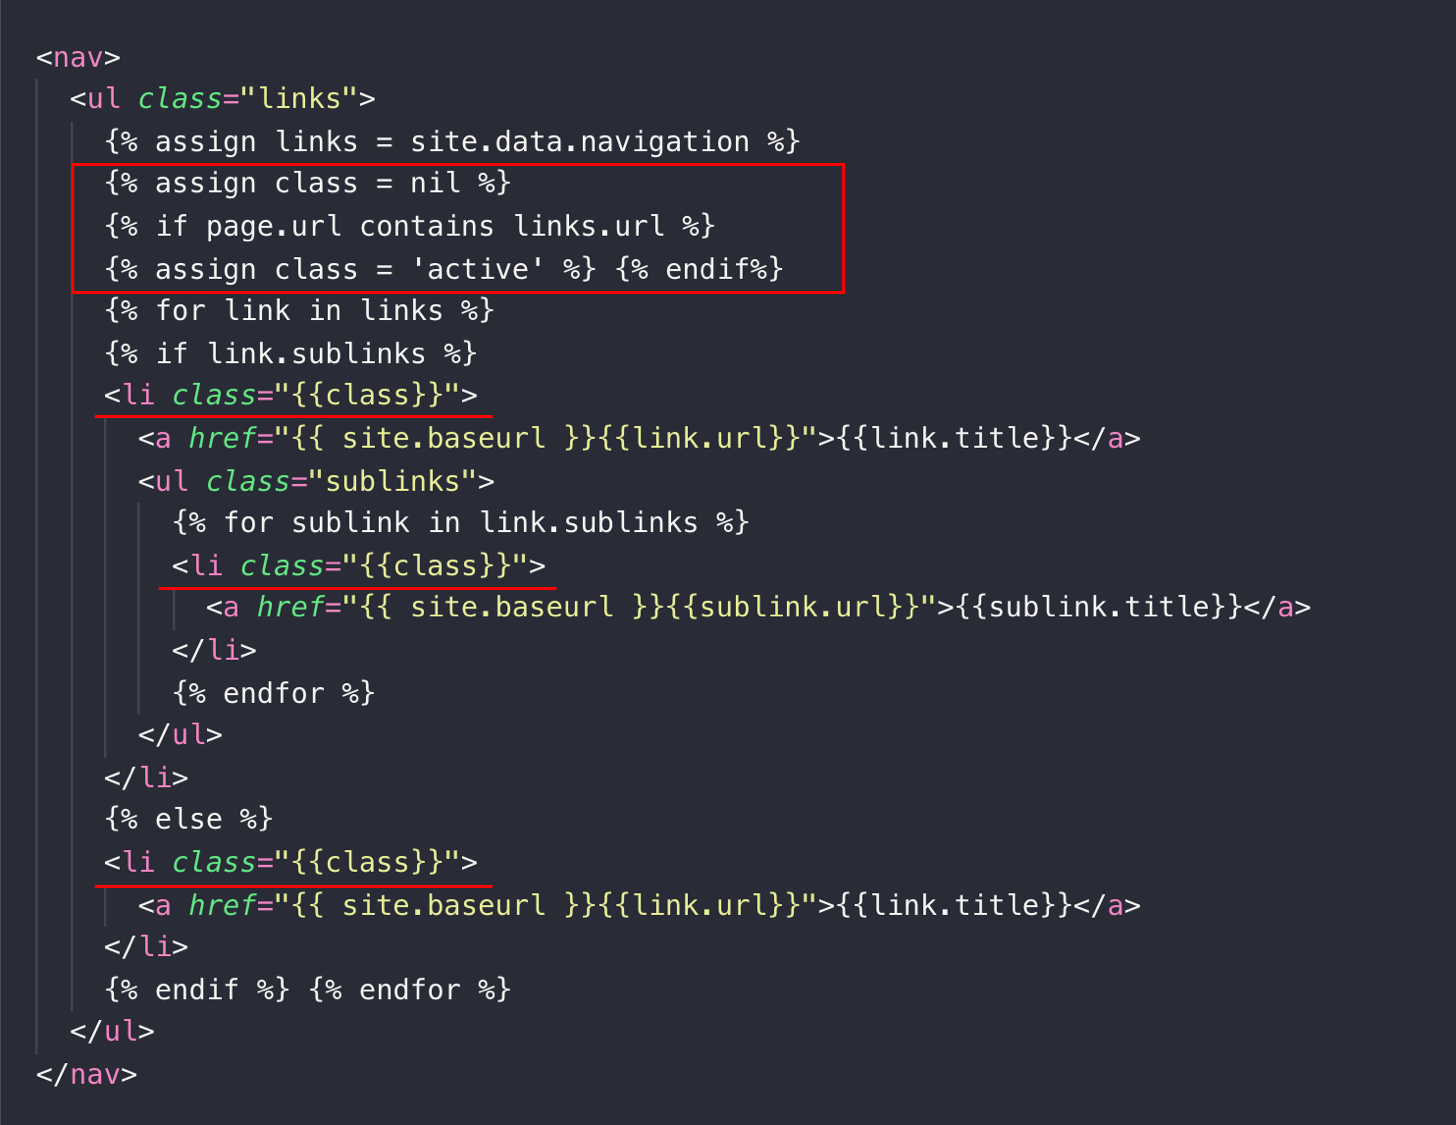 <nav>
<ul class="links">
{% assign links = site.data.navigation %}
{% assign class = nil %}
{% if page.url contains links.url %}
{% assign class = 'active' %} {% endif%}
{% for link in links %}
{% if link.sublinks %}
<li class="{{class}}">
<a href="{{ site.baseurl }}{{link.url}}">{{link.title}}</a>
<ul class="sublinks">
{% for sublink in link.sublinks %}
<li class="{{class}}">
<a href="{{ site.baseurl }}{{sublink.url}}">{{sublink.title}}</a>
</li>
{% endfor %}
</ul>
</li>
{% else %}
<li class="{{class}}">
<a href="{{ site.baseurl }}{{link.url}}">{{link.title}}</a>
</li>
{% endif %} {% endfor %}
</ul>
</nav>